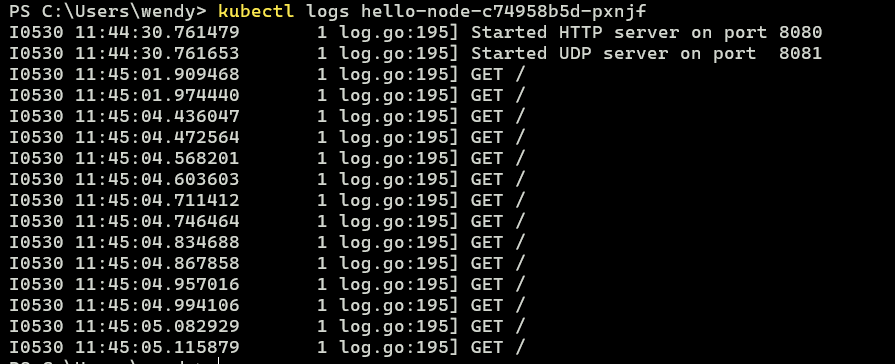 PS C:\Users\wendy> kubectl logs hello-node-c74958b5d-pxnjf
I0530 11:44:30.761479       1 log.go:195] Started HTTP server on port 8080
I0530 11:44:30.761653       1 log.go:195] Started UDP server on port  8081
I0530 11:45:01.909468       1 log.go:195] GET /
I0530 11:45:01.974440       1 log.go:195] GET /
I0530 11:45:04.436047       1 log.go:195] GET /
I0530 11:45:04.472564       1 log.go:195] GET /
I0530 11:45:04.568201       1 log.go:195] GET /
I0530 11:45:04.603603       1 log.go:195] GET /
I0530 11:45:04.711412       1 log.go:195] GET /
I0530 11:45:04.746464       1 log.go:195] GET /
I0530 11:45:04.834688       1 log.go:195] GET /
I0530 11:45:04.867858       1 log.go:195] GET /
I0530 11:45:04.957016       1 log.go:195] GET /
I0530 11:45:04.994106       1 log.go:195] GET /
I0530 11:45:05.082929       1 log.go:195] GET /
I0530 11:45:05.115879       1 log.go:195] GET /